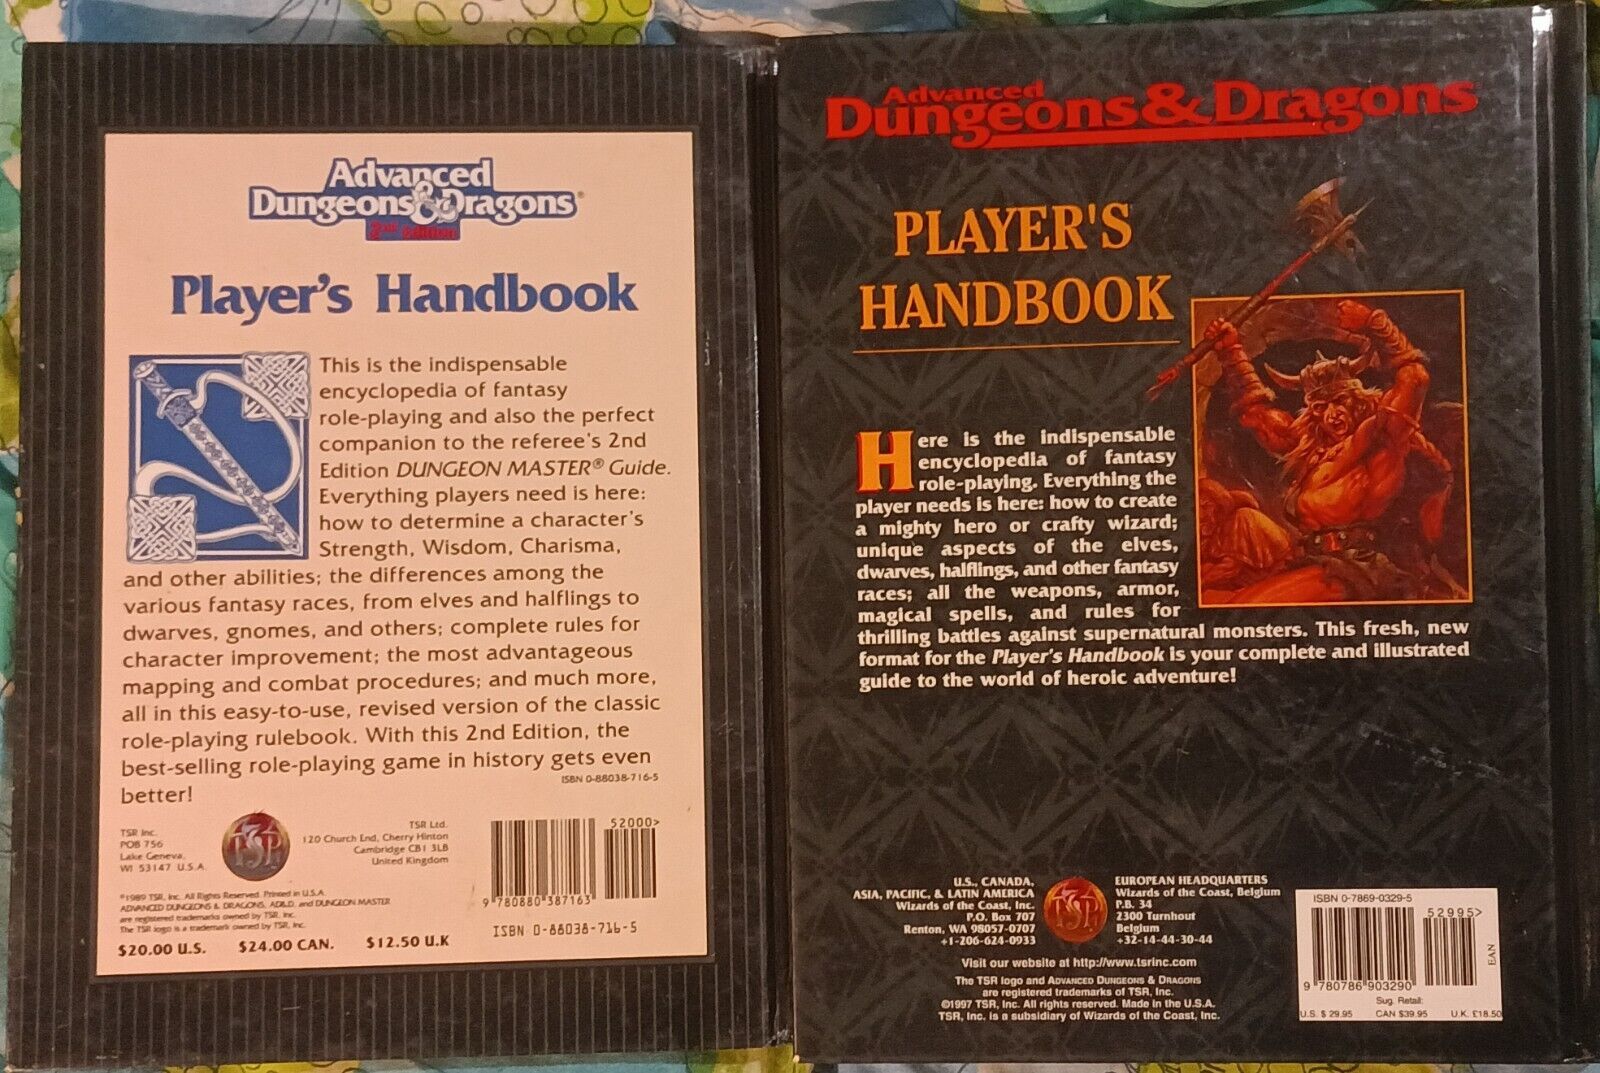 Advanced
Dungeons & Dragons®
2nd Edition
Player's Handbook
This is the indispensable
encyclopedia of fantasy
role-playing and also the perfect
companion to the referee's 2nd
Edition DUNGEON MASTER® Guide.
Everything players need is here:
how to determine a character's
Strength, Wisdom, Charisma,
and other abilities; the differences among the
various fantasy races, from elves and halflings to
dwarves, gnomes, and others; complete rules for
character improvement; the most advantageous
mapping and combat procedures; and much more,
all in this easy-to-use, revised version of the classic
role-playing rulebook. With this 2nd Edition, the
best-selling role-playing game in history gets even
better!
ISBN 0-88038-716-5
TSR Inc.
POB 756
Lake Geneva,
WI 53147 U.S.A.
TSR
TSR Ltd.
120 Church End, Cherry Hinton
Cambridge CB1 3LB
United Kingdom
52000>
9 780880 387163
ISBN 0-88038-716-5
©1989 TSR, Inc. All Rights Reserved. Printed in U.S.A.
ADVANCED DUNGEONS & DRAGONS, AD&D, and DUNGEON MASTER
are registered trademarks owned by TSR, Inc.
The TSR logo is a trademark owned by TSR, Inc.
$20.00 U.S. $24.00 CAN. $12.50 U.K
Advanced
Dungeons & Dragons
PLAYER'S
HANDBOOK
Here is the indispensable
encyclopedia of fantasy
role-playing. Everything the
player needs is here: how to create
a mighty hero or crafty wizard;
unique aspects of the elves,
dwarves, halflings, and other fantasy
races; all the weapons, armor,
magical spells, and rules for
thrilling battles against supernatural monsters. This fresh, new
format for the Player's Handbook is your complete and illustrated
guide to the world of heroic adventure!
U.S., CANADA,
ASIA, PACIFIC, & LATIN AMERICA
Wizards of the Coast, Inc.
P.O. Box 707
Renton, WA 98057-0707
+1-206-624-0933
TSR
EUROPEAN HEADQUARTERS
Wizards of the Coast, Belgium
P.B. 34
2300 Turnhout
Belgium
+32-14-44-30-44
Visit our website at http://www.tsrinc.com
The TSR logo and ADVANCED DUNGEONS & DRAGONS
are registered trademarks of TSR, Inc.
©1997 TSR, Inc. All rights reserved. Made in the U.S.A.
TSR, Inc. is a subsidiary of Wizards of the Coast, Inc.
ISBN 0-7869-0329-5
52995>
EAN
9 780786 903290
Sug. Retail:
U.S. $ 29.95 CAN $39.95 U.K. £18.50